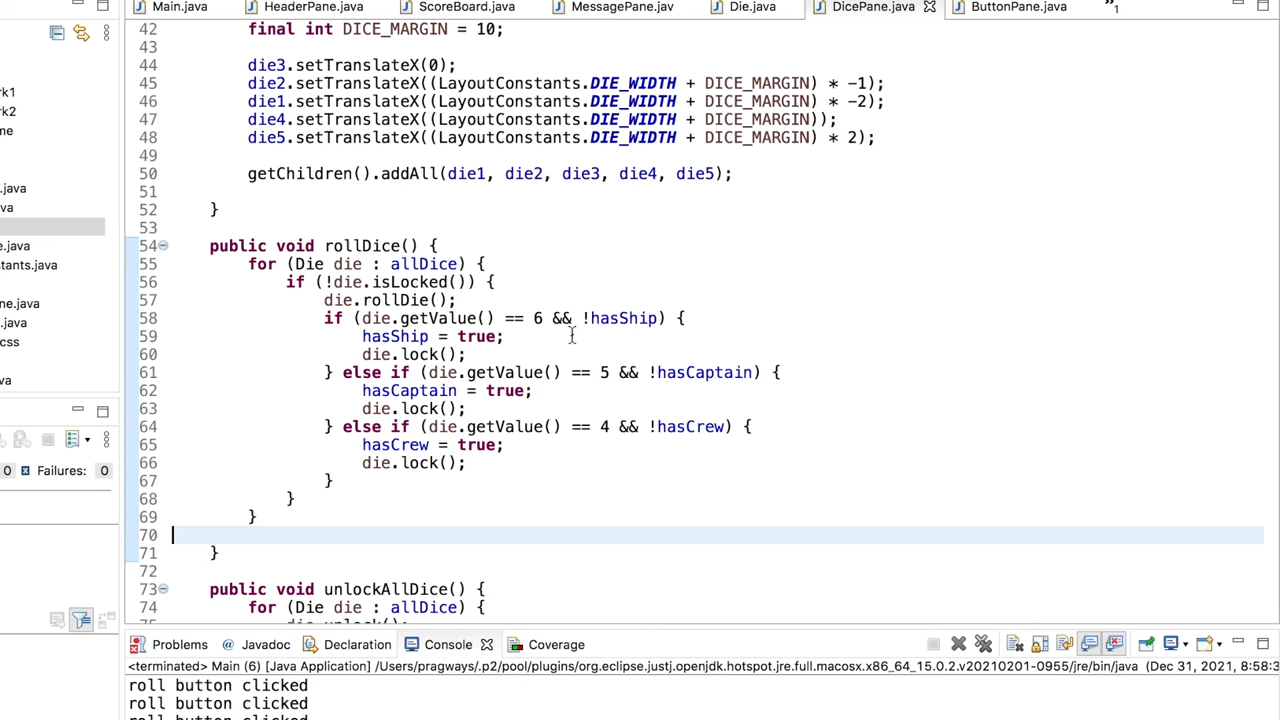 Main.java HeaderPane.java ScoreBoard.java MessagePane.jav Die.java DicePane.java ButtonPane.java » 1
42 final int DICE_MARGIN = 10;
43
44 die3.setTranslateX(0);
45 die2.setTranslateX((LayoutConstants.DIE_WIDTH + DICE_MARGIN) * -1);
46 die1.setTranslateX((LayoutConstants.DIE_WIDTH + DICE_MARGIN) * -2);
47 die4.setTranslateX((LayoutConstants.DIE_WIDTH + DICE_MARGIN));
48 die5.setTranslateX((LayoutConstants.DIE_WIDTH + DICE_MARGIN) * 2);
49
50 getChildren().addAll(die1, die2, die3, die4, die5);
51
52 }
53
54 public void rollDice() {
55 for (Die die : allDice) {
56 if (!die.isLocked()) {
57 die.rollDie();
58 if (die.getValue() == 6 && !hasShip) {
59 hasShip = true;
60 die.lock();
61 } else if (die.getValue() == 5 && !hasCaptain) {
62 hasCaptain = true;
63 die.lock();
64 } else if (die.getValue() == 4 && !hasCrew) {
65 hasCrew = true;
66 die.lock();
67 }
68 }
69 }
70
71 }
72
73 public void unlockAllDice() {
74 for (Die die : allDice) {
rk1
rk2
me
.java
va
e.java
tants.java
ne.java
css
va
0 Failures: 0
Problems @ Javadoc Declaration Console Coverage
<terminated> Main (6) [Java Application] /Users/pragways/.p2/pool/plugins/org.eclipse.justj.openjdk.hotspot.jre.full.macosx.x86_64_15.0.2.v20210201-0955/jre/bin/java (Dec 31, 2021, 8:58:3
roll button clicked
roll button clicked
roll button clicked